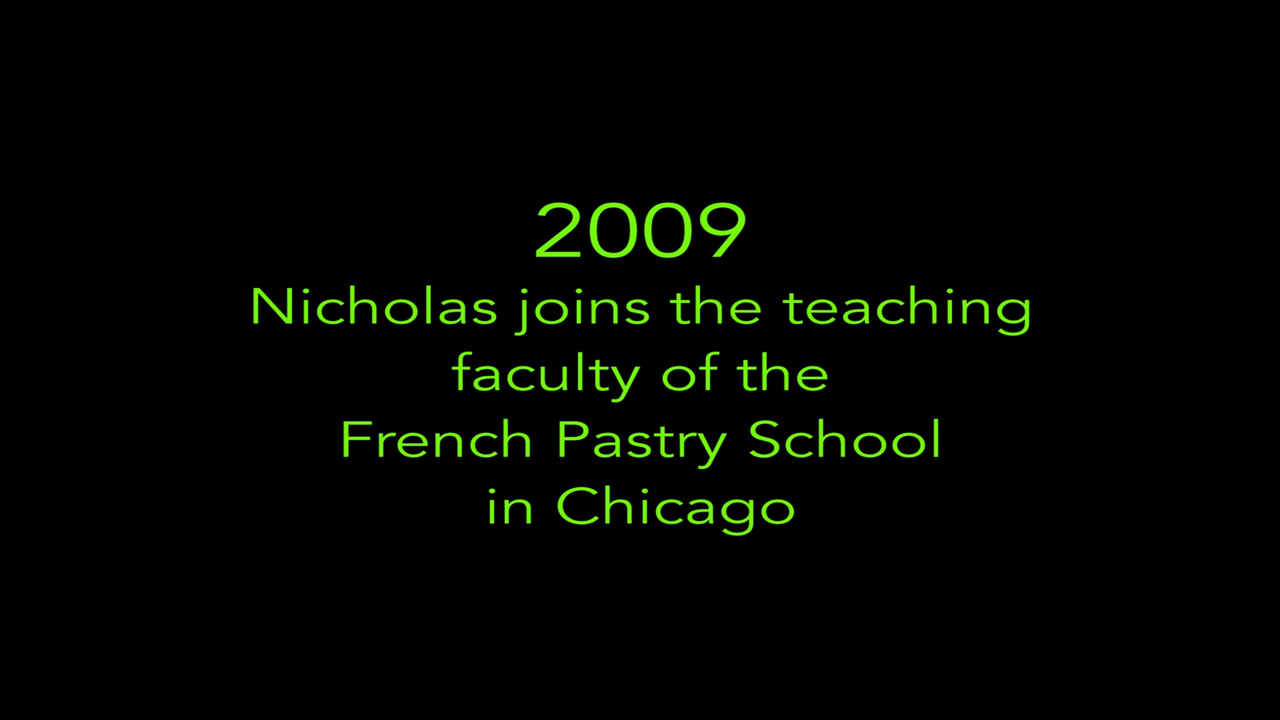 2009
Nicholas joins the teaching
faculty of the
French Pastry School
in Chicago